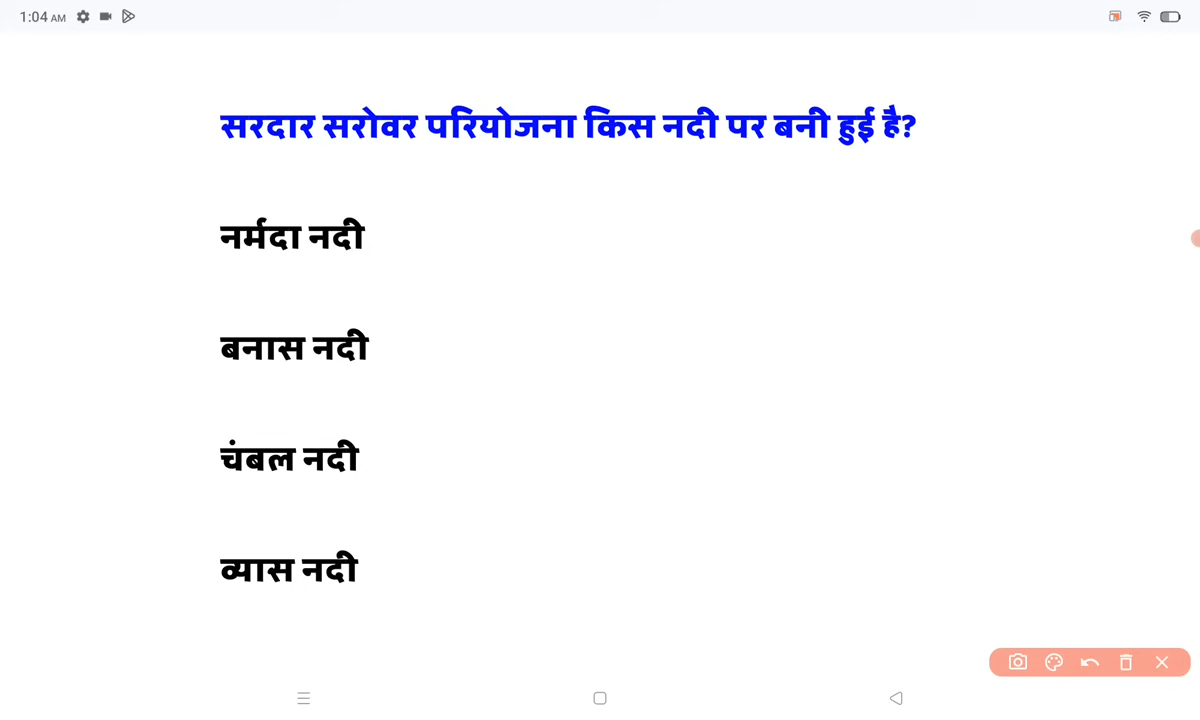 1:04 AM
सरदार सरोवर परियोजना किस नदी पर बनी हुई है?
नर्मदा नदी
बनास नदी
चंबल नदी
व्यास नदी